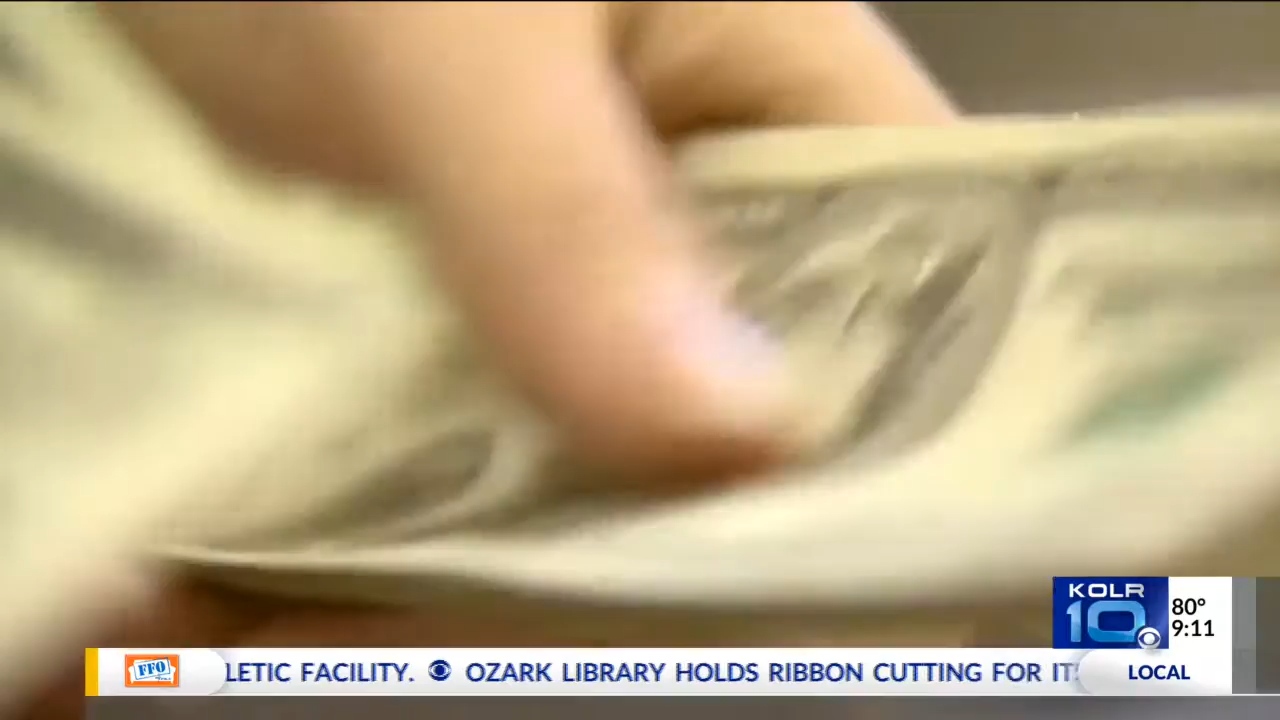 KOLR
10
80°
9:11
FFO
LETIC FACILITY. OZARK LIBRARY HOLDS RIBBON CUTTING FOR IT
LOCAL